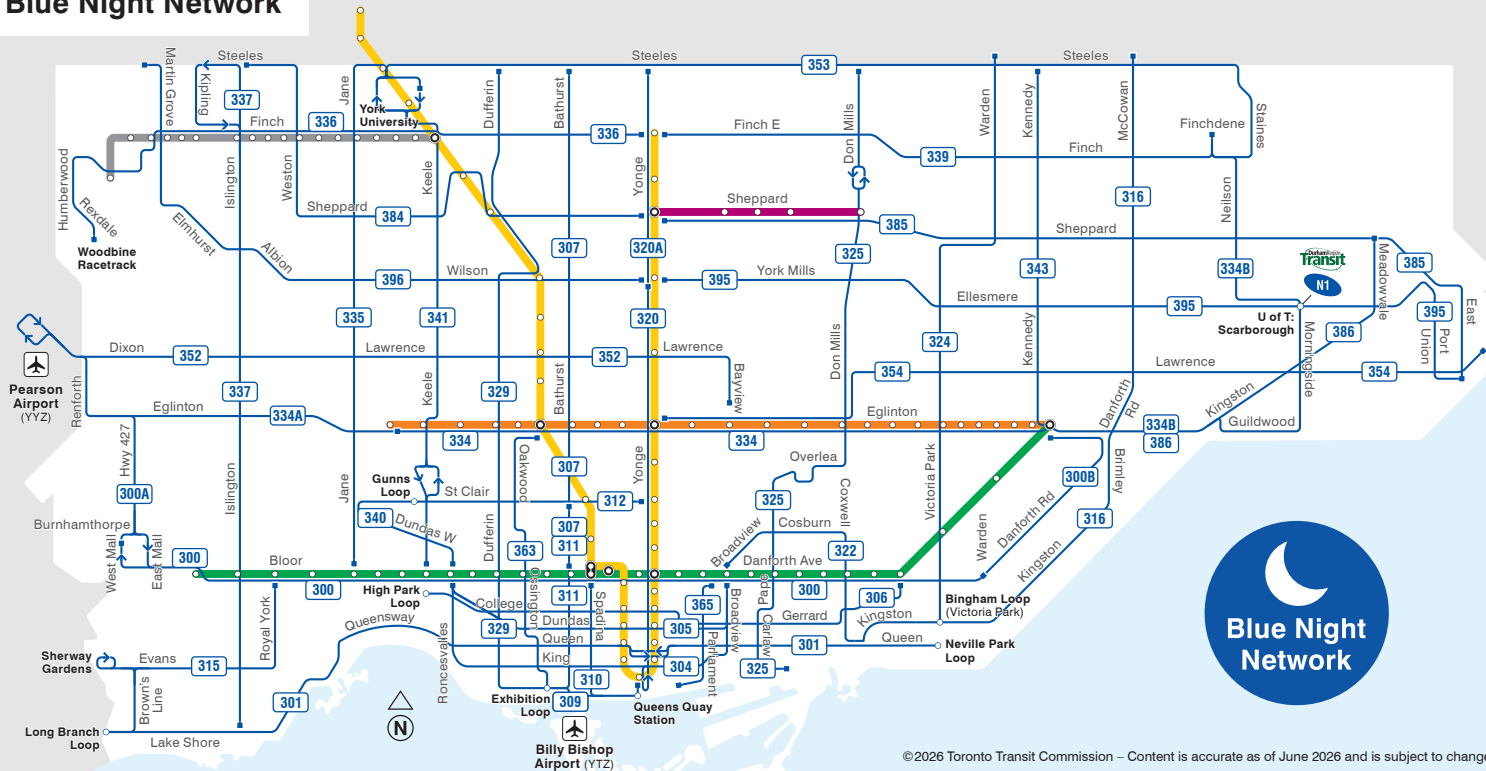 Blue Night Network
Steeles
Steeles
353
Steeles
Martin Grove
Kipling
337
Jane
York
University
Dufferin
Bathurst
Don Mills
Warden
Kennedy
McCowan
Staines
Finch
336
336
Yonge
Finch E
339
Finch
Finchdene
Humberwood
Rexdale
Woodbine
Racetrack
Islington
Weston
Keele
Sheppard
384
Sheppard
385
Sheppard
316
Neilson
Elmhurst
Albion
396
Wilson
307
320A
325
395
York Mills
343
334B
DurhamRegion
Transit
N1
Meadowvale
385
Ellesmere
395
U of T:
Scarborough
395
East
335
341
320
324
Kennedy
386
Port
Union
Morningside
Pearson
Airport
(YYZ)
Dixon
352
Lawrence
352
Lawrence
Don Mills
354
Lawrence
354
Renforth
337
Keele
329
Bathurst
Bayview
Danforth
Rd
Kingston
Eglinton
334A
334
334
Eglinton
334B
386
Guildwood
Hwy 427
300A
Islington
Jane
Gunns
Loop
St Clair
Oakwood
307
Yonge
312
Overlea
325
Coxwell
Victoria Park
300B
Brimley
316
Burnhamthorpe
West Mall
East Mall
300
340
Dundas W
Dufferin
363
307
311
Broadview
Cosburn
322
Warden
Danforth Rd
Kingston
Bloor
300
Danforth Ave
300
High Park
Loop
College
Ossington
311
Spadina
365
Broadview
Pape
306
Bingham Loop
(Victoria Park)
Royal York
Queensway
329
Dundas
305
Gerrard
Kingston
Queen
Parliament
Carlaw
301
Queen
Neville Park
Loop
Sherway
Gardens
Evans
315
Roncesvalles
King
304
325
Brown's
Line
301
310
Exhibition
Loop
309
Queens Quay
Station
Long Branch
Loop
Lake Shore
N
Billy Bishop
Airport (YTZ)
Blue Night
Network
©2026 Toronto Transit Commission – Content is accurate as of June 2026 and is subject to change